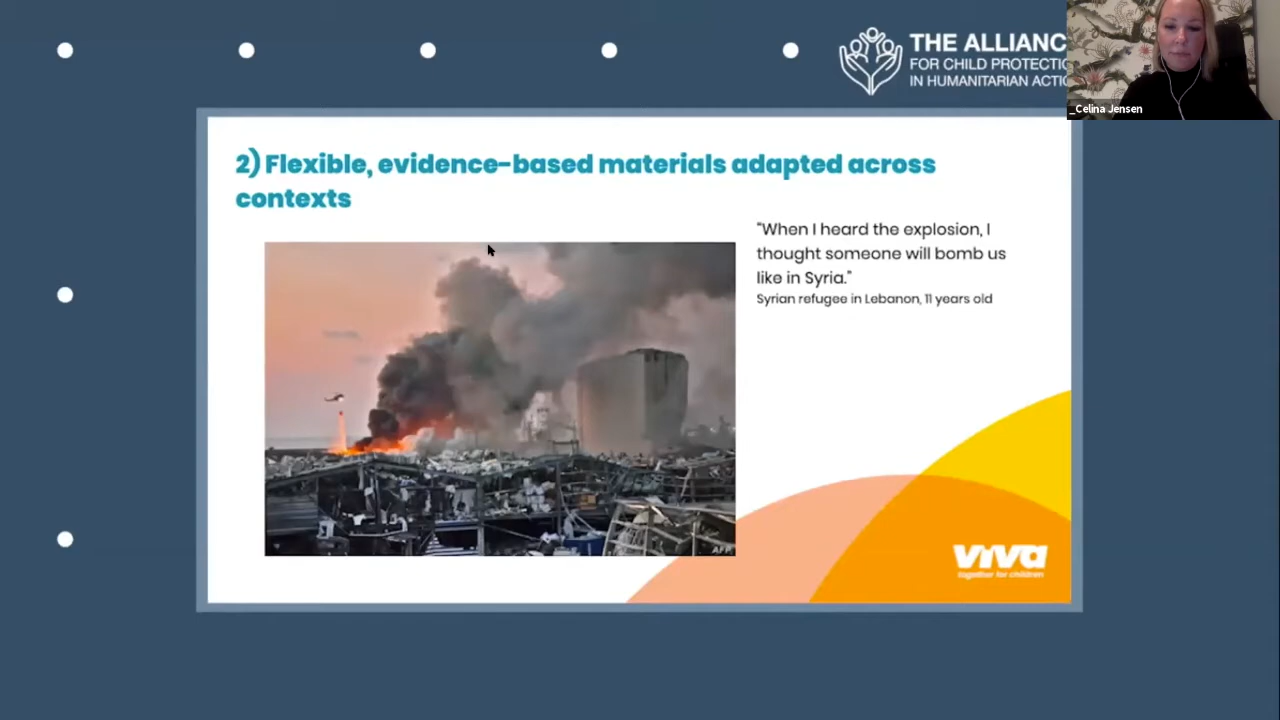 THE ALLIANC
FOR CHILD PROTECTIO
IN HUMANITARIAN ACTIO
_Celina Jensen
2) Flexible, evidence-based materials adapted across
contexts
"When I heard the explosion, I
thought someone will bomb us
like in Syria."
Syrian refugee in Lebanon, 11 years old
AFP
viva
together for children